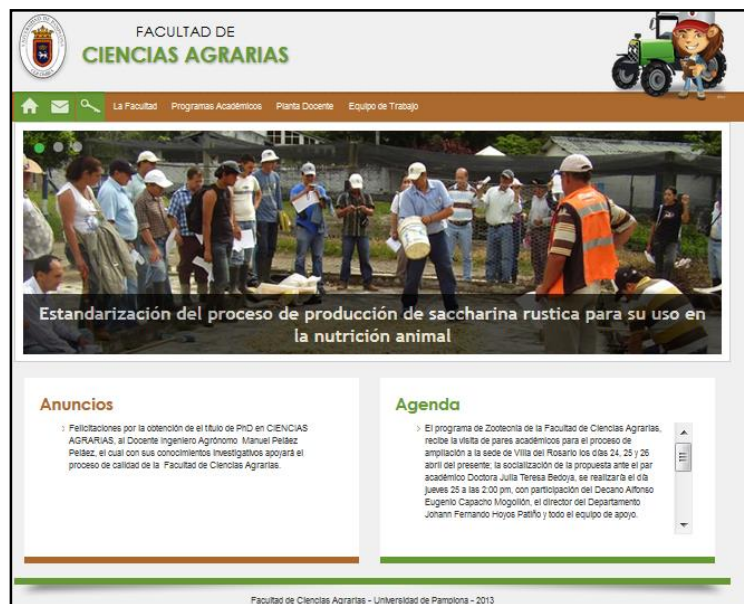 FACULTAD DE
CIENCIAS AGRARIAS
La Facultad Programas Académicos Planta Docente Equipo de Trabajo
Estandarización del proceso de producción de saccharina rustica para su uso en
la nutrición animal
Anuncios
Felicitaciones por la obtención de el título de PhD en CIENCIAS
AGRARIAS, al Docente Ingeniero Agrónomo Manuel Peláez
Peláez, el cual con sus conocimientos investigativos apoyará el
proceso de calidad de la Facultad de Ciencias Agrarias.
Agenda
El programa de Zootecnia de la Facultad de Ciencias Agrarias,
recibe la visita de pares académicos para el proceso de
ampliación a la sede de Villa del Rosario los días 24, 25 y 26
abril del presente; la socialización de la propuesta ante el par
académico Doctora Julia Teresa Bedoya, se realizaría el día
jueves 25 a las 2:00 pm, con participación del Decano Alfonso
Eugenio Capacho Mogollón, el director del Departamento
Johann Fernando Hoyos Patiño y todo el equipo de apoyo.
Facultad de Ciencias Agrarias - Universidad de Pamplona - 2013